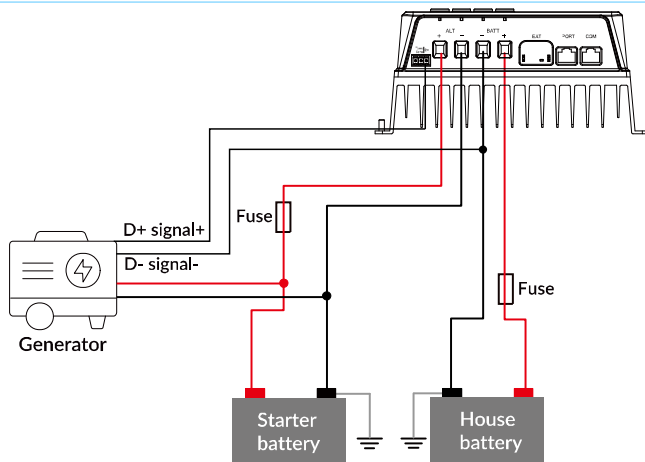 ALT BATT
+ - - + EXT PORT COM
D+ signal+
Fuse
D- signal-
Fuse
Generator
Starter
battery
House
battery